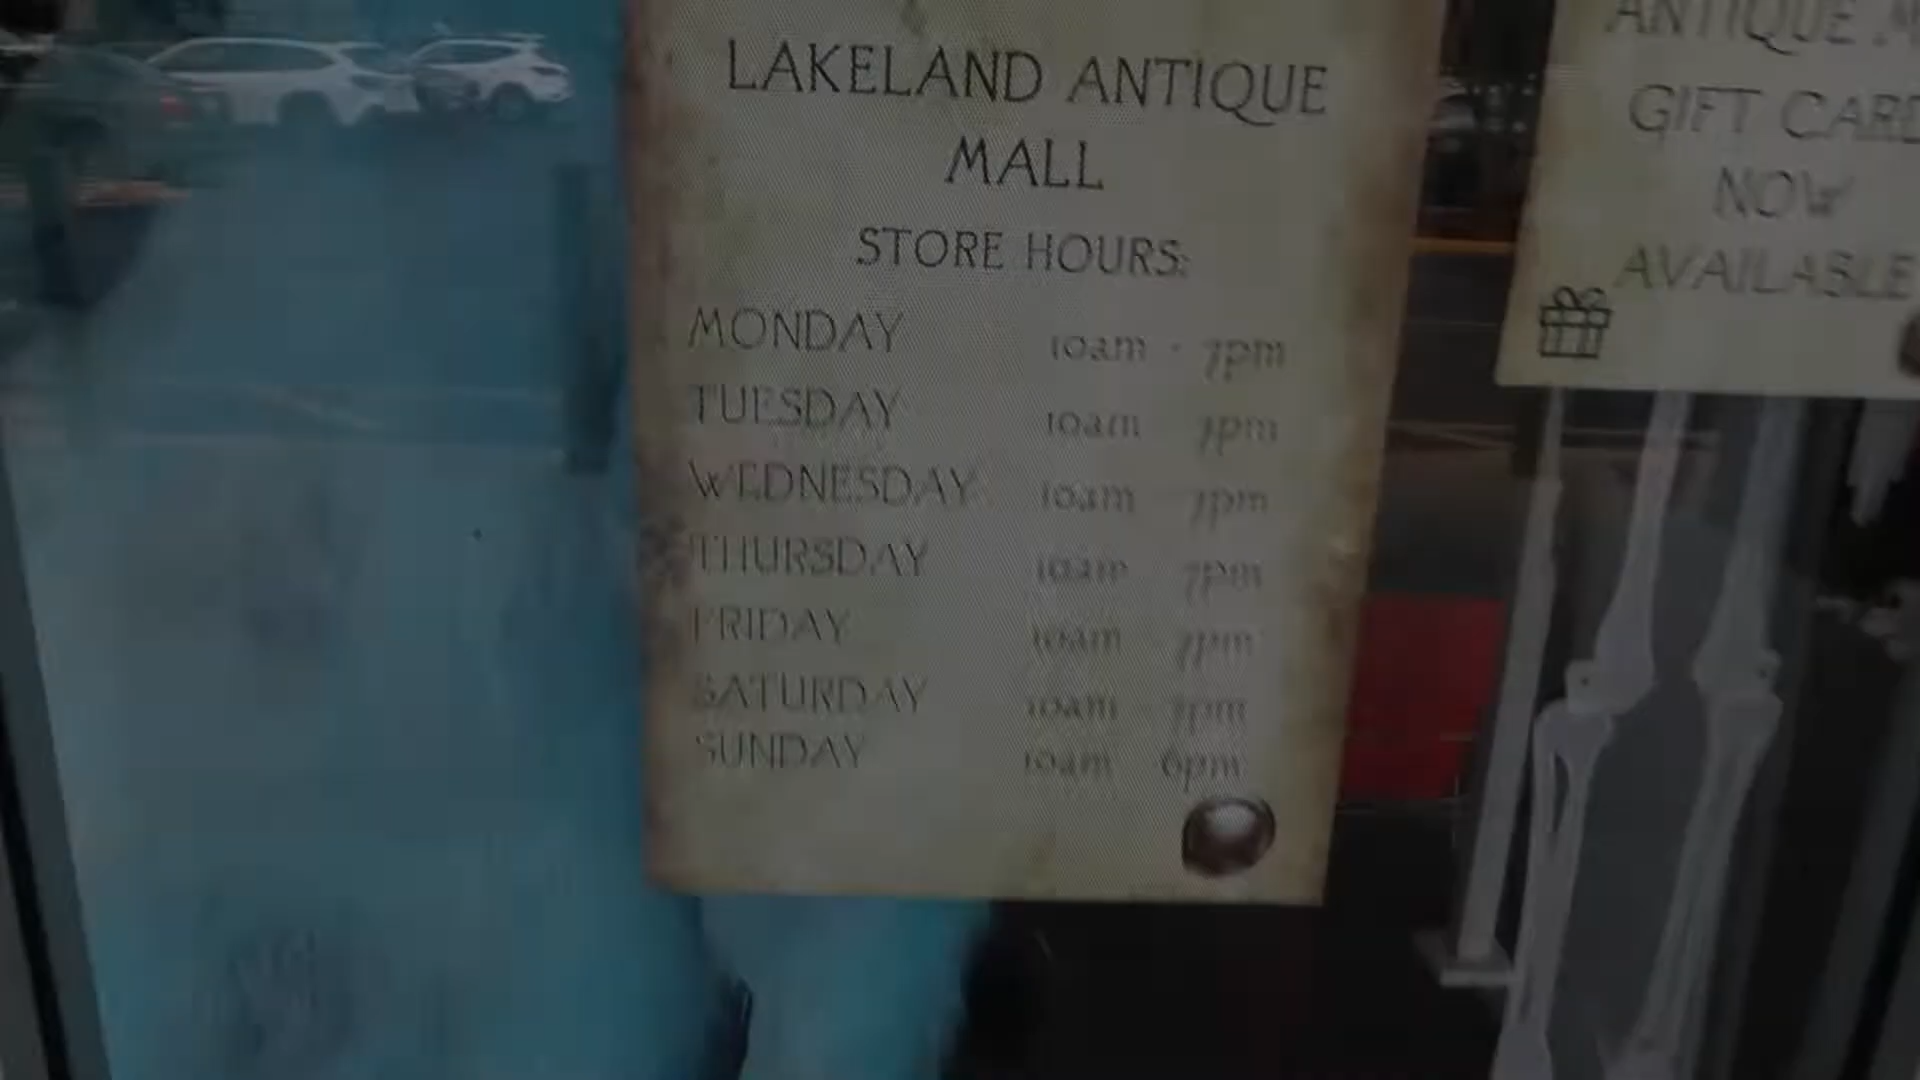 LAKELAND ANTIQUE
MALL
STORE HOURS:
MONDAY 10am - 7pm
TUESDAY 10am 7pm
WEDNESDAY 10am 7pm
THURSDAY 10am 7pm
FRIDAY 10am 7pm
SATURDAY 10am - 7pm
SUNDAY 10am 6pm
ANTIQUE
GIFT CARD
NOW
AVAILABLE